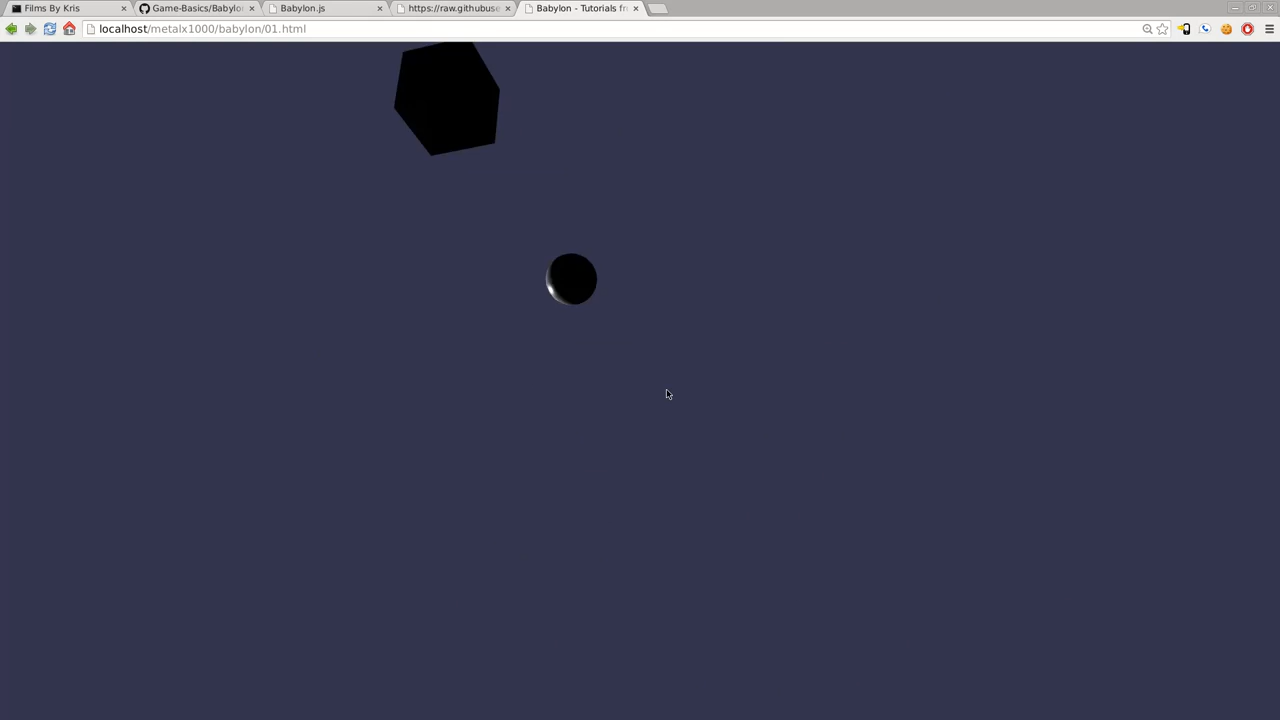 Films By Kris
Game-Basics/Babylo
Babylon.js
https://raw.githubuse
Babylon - Tutorials fr
localhost/metalx1000/babylon/01.html